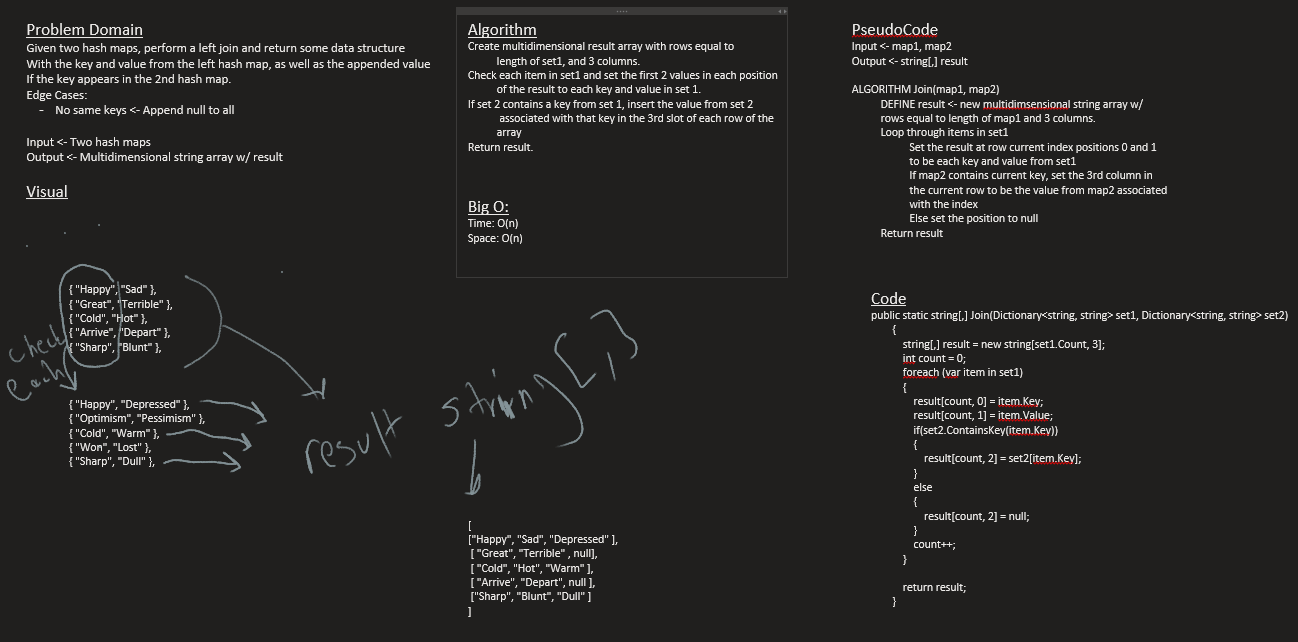 Problem Domain
Given two hash maps, perform a left join and return some data structure
With the key and value from the left hash map, as well as the appended value
If the key appears in the 2nd hash map.
Edge Cases:
- No same keys <- Append null to all
Input <- Two hash maps
Output <- Multidimensional string array w/ result
Visual
{ "Happy", "Sad" },
{ "Great", "Terrible" },
{ "Cold", "Hot" },
{ "Arrive", "Depart" },
{ "Sharp", "Blunt" },
check
each
{ "Happy", "Depressed" },
{ "Optimism", "Pessimism" },
{ "Cold", "Warm" },
{ "Won", "Lost" },
{ "Sharp", "Dull" },
result string[,]
[
["Happy", "Sad", "Depressed" ],
[ "Great", "Terrible" , null],
[ "Cold", "Hot", "Warm" ],
[ "Arrive", "Depart", null ],
["Sharp", "Blunt", "Dull" ]
]
Algorithm
Create multidimensional result array with rows equal to
length of set1, and 3 columns.
Check each item in set1 and set the first 2 values in each position
of the result to each key and value in set 1.
If set 2 contains a key from set 1, insert the value from set 2
associated with that key in the 3rd slot of each row of the
array
Return result.
Big O:
Time: O(n)
Space: O(n)
PseudoCode
Input <- map1, map2
Output <- string[,] result
ALGORITHM Join(map1, map2)
DEFINE result <- new multidimsensional string array w/
rows equal to length of map1 and 3 columns.
Loop through items in set1
Set the result at row current index positions 0 and 1
to be each key and value from set1
If map2 contains current key, set the 3rd column in
the current row to be the value from map2 associated
with the index
Else set the position to null
Return result
Code
public static string[,] Join(Dictionary<string, string> set1, Dictionary<string, string> set2)
{
string[,] result = new string[set1.Count, 3];
int count = 0;
foreach (var item in set1)
{
result[count, 0] = item.Key;
result[count, 1] = item.Value;
if(set2.ContainsKey(item.Key))
{
result[count, 2] = set2[item.Key];
}
else
{
result[count, 2] = null;
}
count++;
}
return result;
}